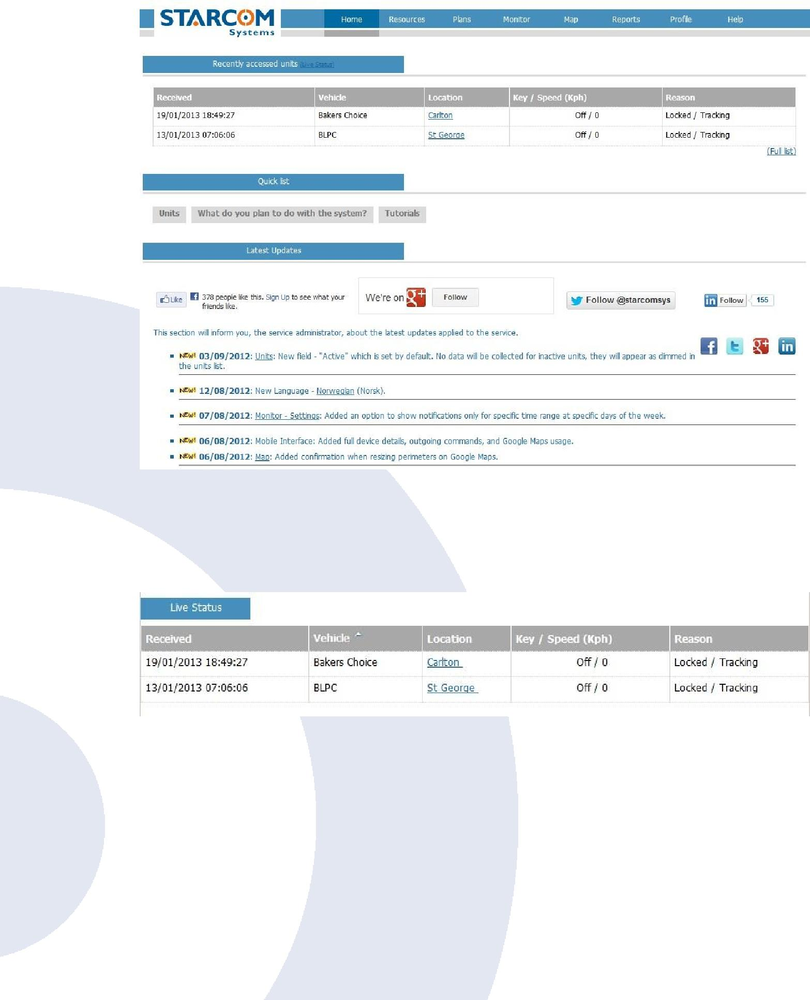 STARCOM
Systems
Home Resources Plans Monitor Map Reports Profile Help
Recently accessed units (Live Status)
Received Vehicle Location Key / Speed (Kph) Reason
19/01/2013 18:49:27 Bakers Choice Carlton Off / 0 Locked / Tracking
13/01/2013 07:06:06 BLPC St George Off / 0 Locked / Tracking
(Full list)
Quick list
Units What do you plan to do with the system? Tutorials
Latest Updates
Like 378 people like this. Sign Up to see what your
friends like.
We're on g+ Follow
Follow @starcomsys
in Follow 155
This section will inform you, the service administrator, about the latest updates applied to the service.
f t g+ in
NEW! 03/09/2012: Units: New field - "Active" which is set by default. No data will be collected for inactive units, they will appear as dimmed in
the units list.
NEW! 12/08/2012: New Language - Norwegian (Norsk).
NEW! 07/08/2012: Monitor - Settings: Added an option to show notifications only for specific time range at specific days of the week.
NEW! 06/08/2012: Mobile Interface: Added full device details, outgoing commands, and Google Maps usage.
NEW! 06/08/2012: Map: Added confirmation when resizing perimeters on Google Maps.
Live Status
Received Vehicle Location Key / Speed (Kph) Reason
19/01/2013 18:49:27 Bakers Choice Carlton Off / 0 Locked / Tracking
13/01/2013 07:06:06 BLPC St George Off / 0 Locked / Tracking